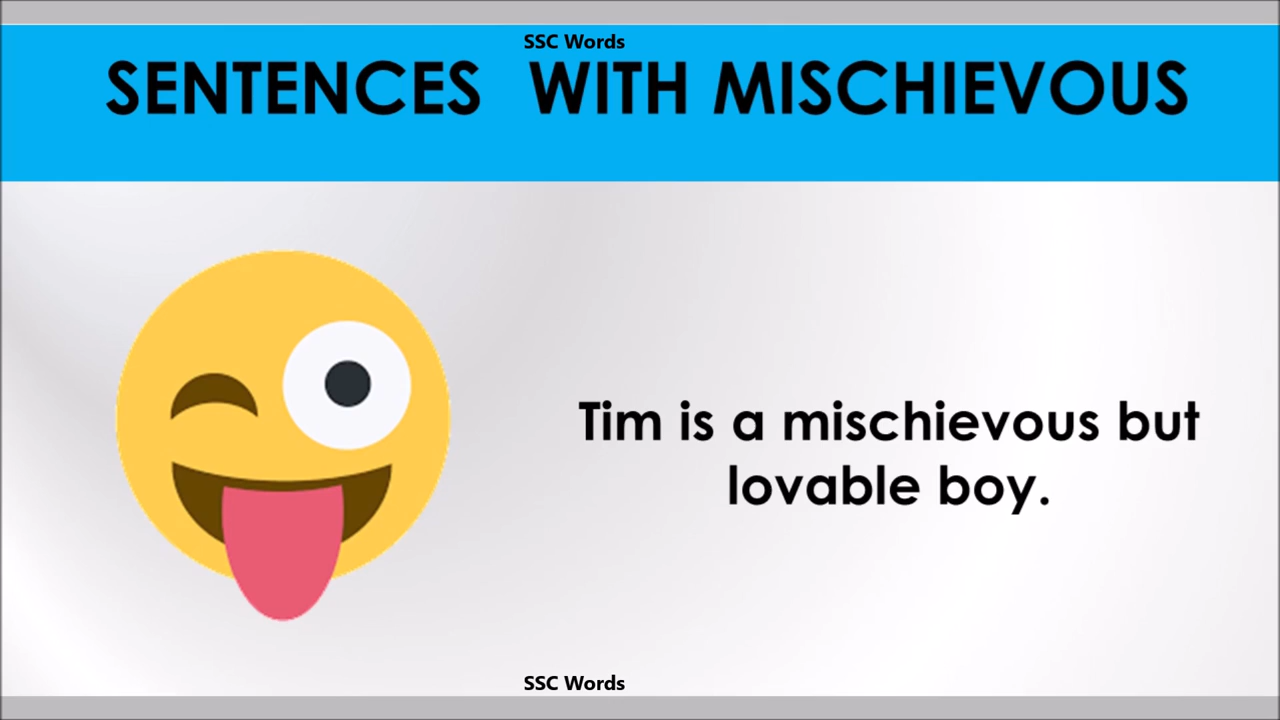 SSC Words
SENTENCES WITH MISCHIEVOUS
Tim is a mischievous but
lovable boy.
SSC Words